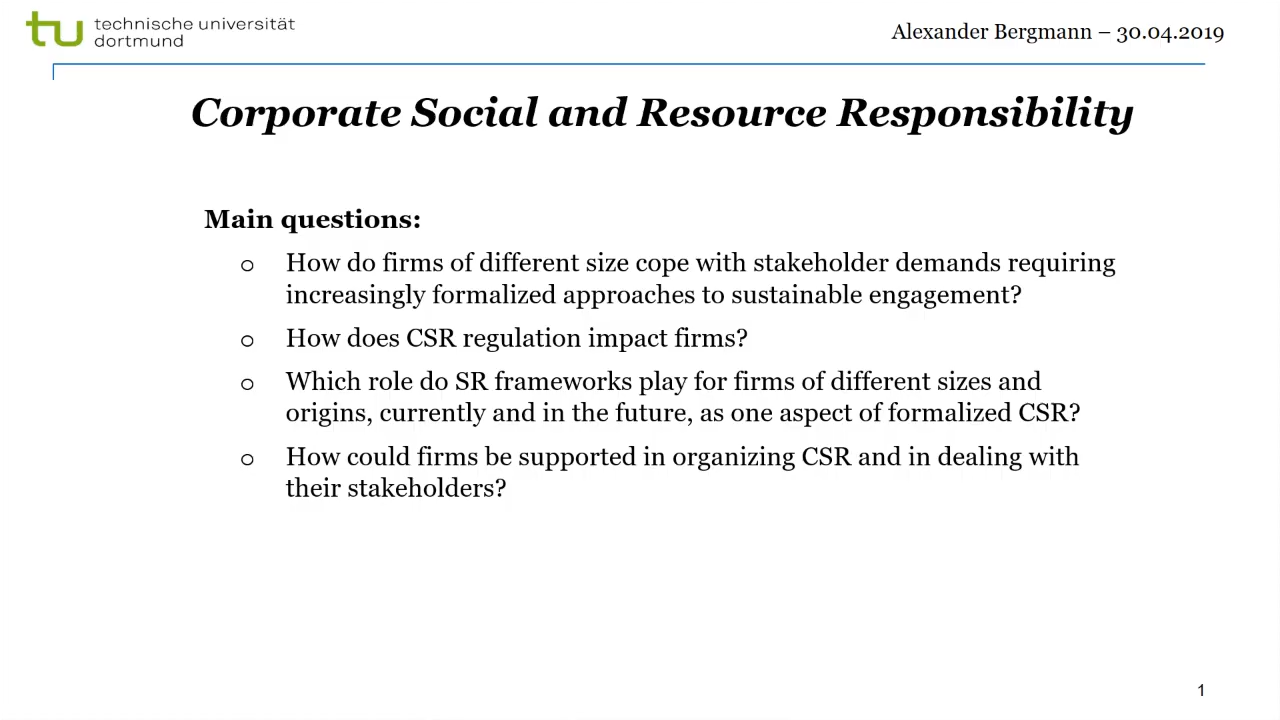 technische universität
dortmund
Alexander Bergmann – 30.04.2019
Corporate Social and Resource Responsibility
Main questions:
o How do firms of different size cope with stakeholder demands requiring
increasingly formalized approaches to sustainable engagement?
o How does CSR regulation impact firms?
o Which role do SR frameworks play for firms of different sizes and
origins, currently and in the future, as one aspect of formalized CSR?
o How could firms be supported in organizing CSR and in dealing with
their stakeholders?
1